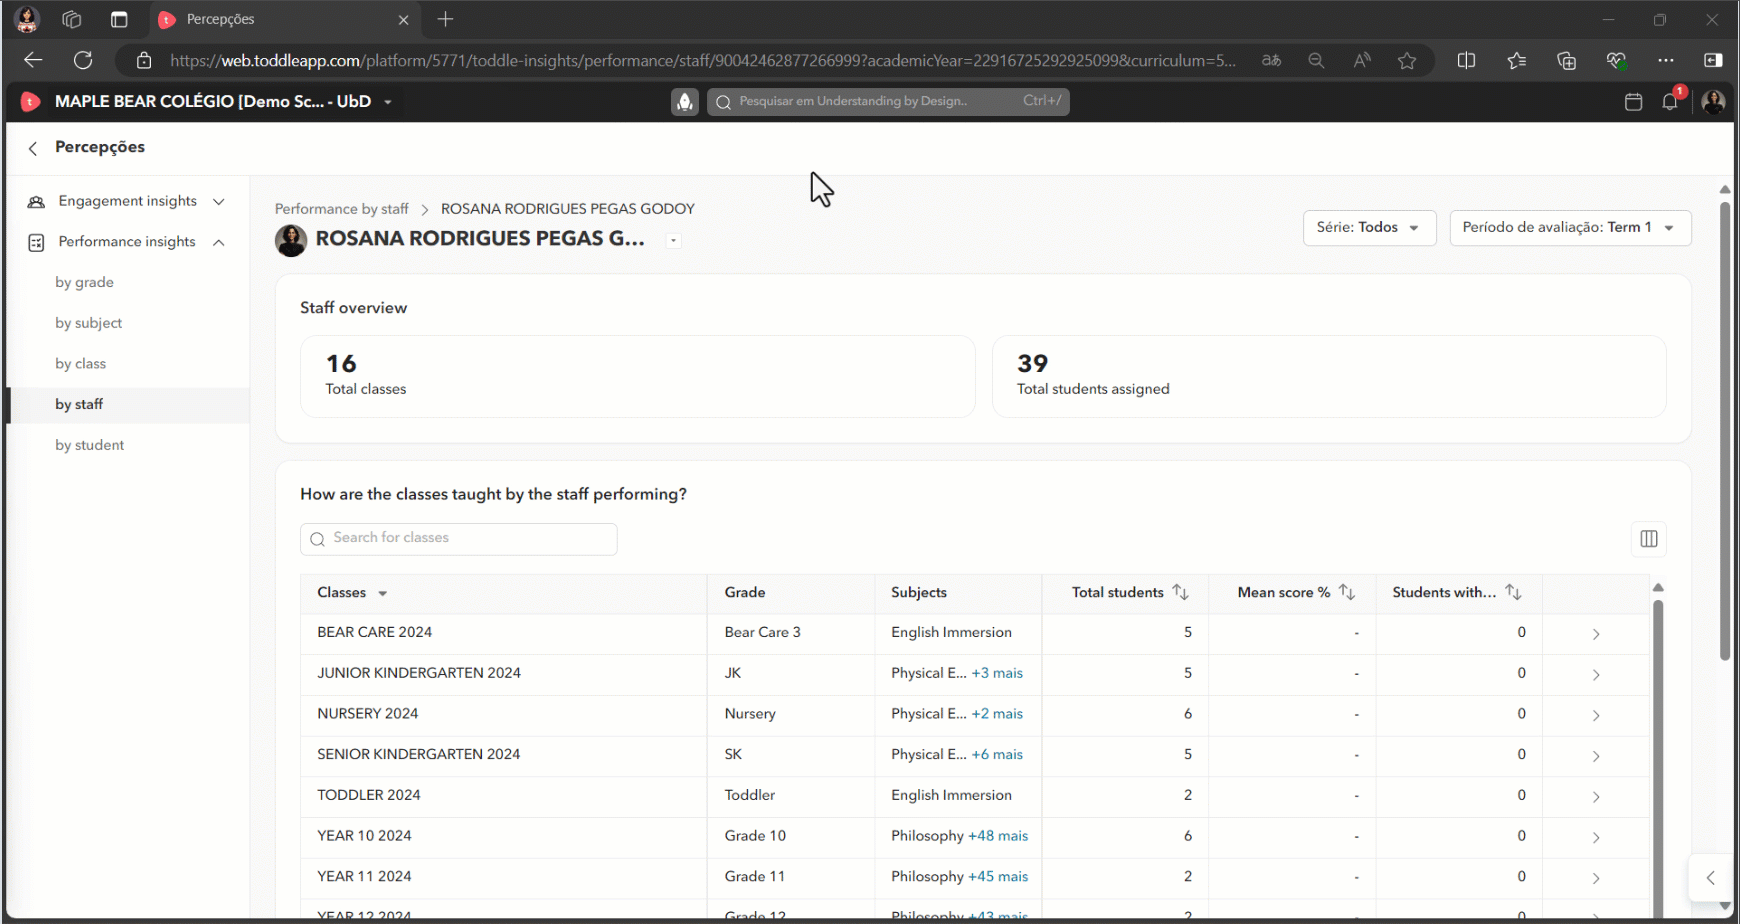 Percepções
https://web.toddleapp.com/platform/5771/toddle-insights/performance/staff/90042462877266999?academicYear=22916725292925099&curriculum=5...
MAPLE BEAR COLÉGIO [Demo Sc... - UbD
Pesquisar em Understanding by Design.. Ctrl+/
1
Percepções
Engagement insights
Performance insights
by grade
by subject
by class
by staff
by student
Performance by staff > ROSANA RODRIGUES PEGAS GODOY
ROSANA RODRIGUES PEGAS G...
Série: Todos
Período de avaliação: Term 1
Staff overview
16
Total classes
39
Total students assigned
How are the classes taught by the staff performing?
Search for classes
Classes Grade Subjects Total students Mean score % Students with...
BEAR CARE 2024 Bear Care 3 English Immersion 5 - 0
JUNIOR KINDERGARTEN 2024 JK Physical E... +3 mais 5 - 0
NURSERY 2024 Nursery Physical E... +2 mais 6 - 0
SENIOR KINDERGARTEN 2024 SK Physical E... +6 mais 5 - 0
TODDLER 2024 Toddler English Immersion 2 - 0
YEAR 10 2024 Grade 10 Philosophy +48 mais 6 - 0
YEAR 11 2024 Grade 11 Philosophy +45 mais 2 - 0
YEAR 12 2024 Grade 12 Philosophy +43 mais 2 - 0